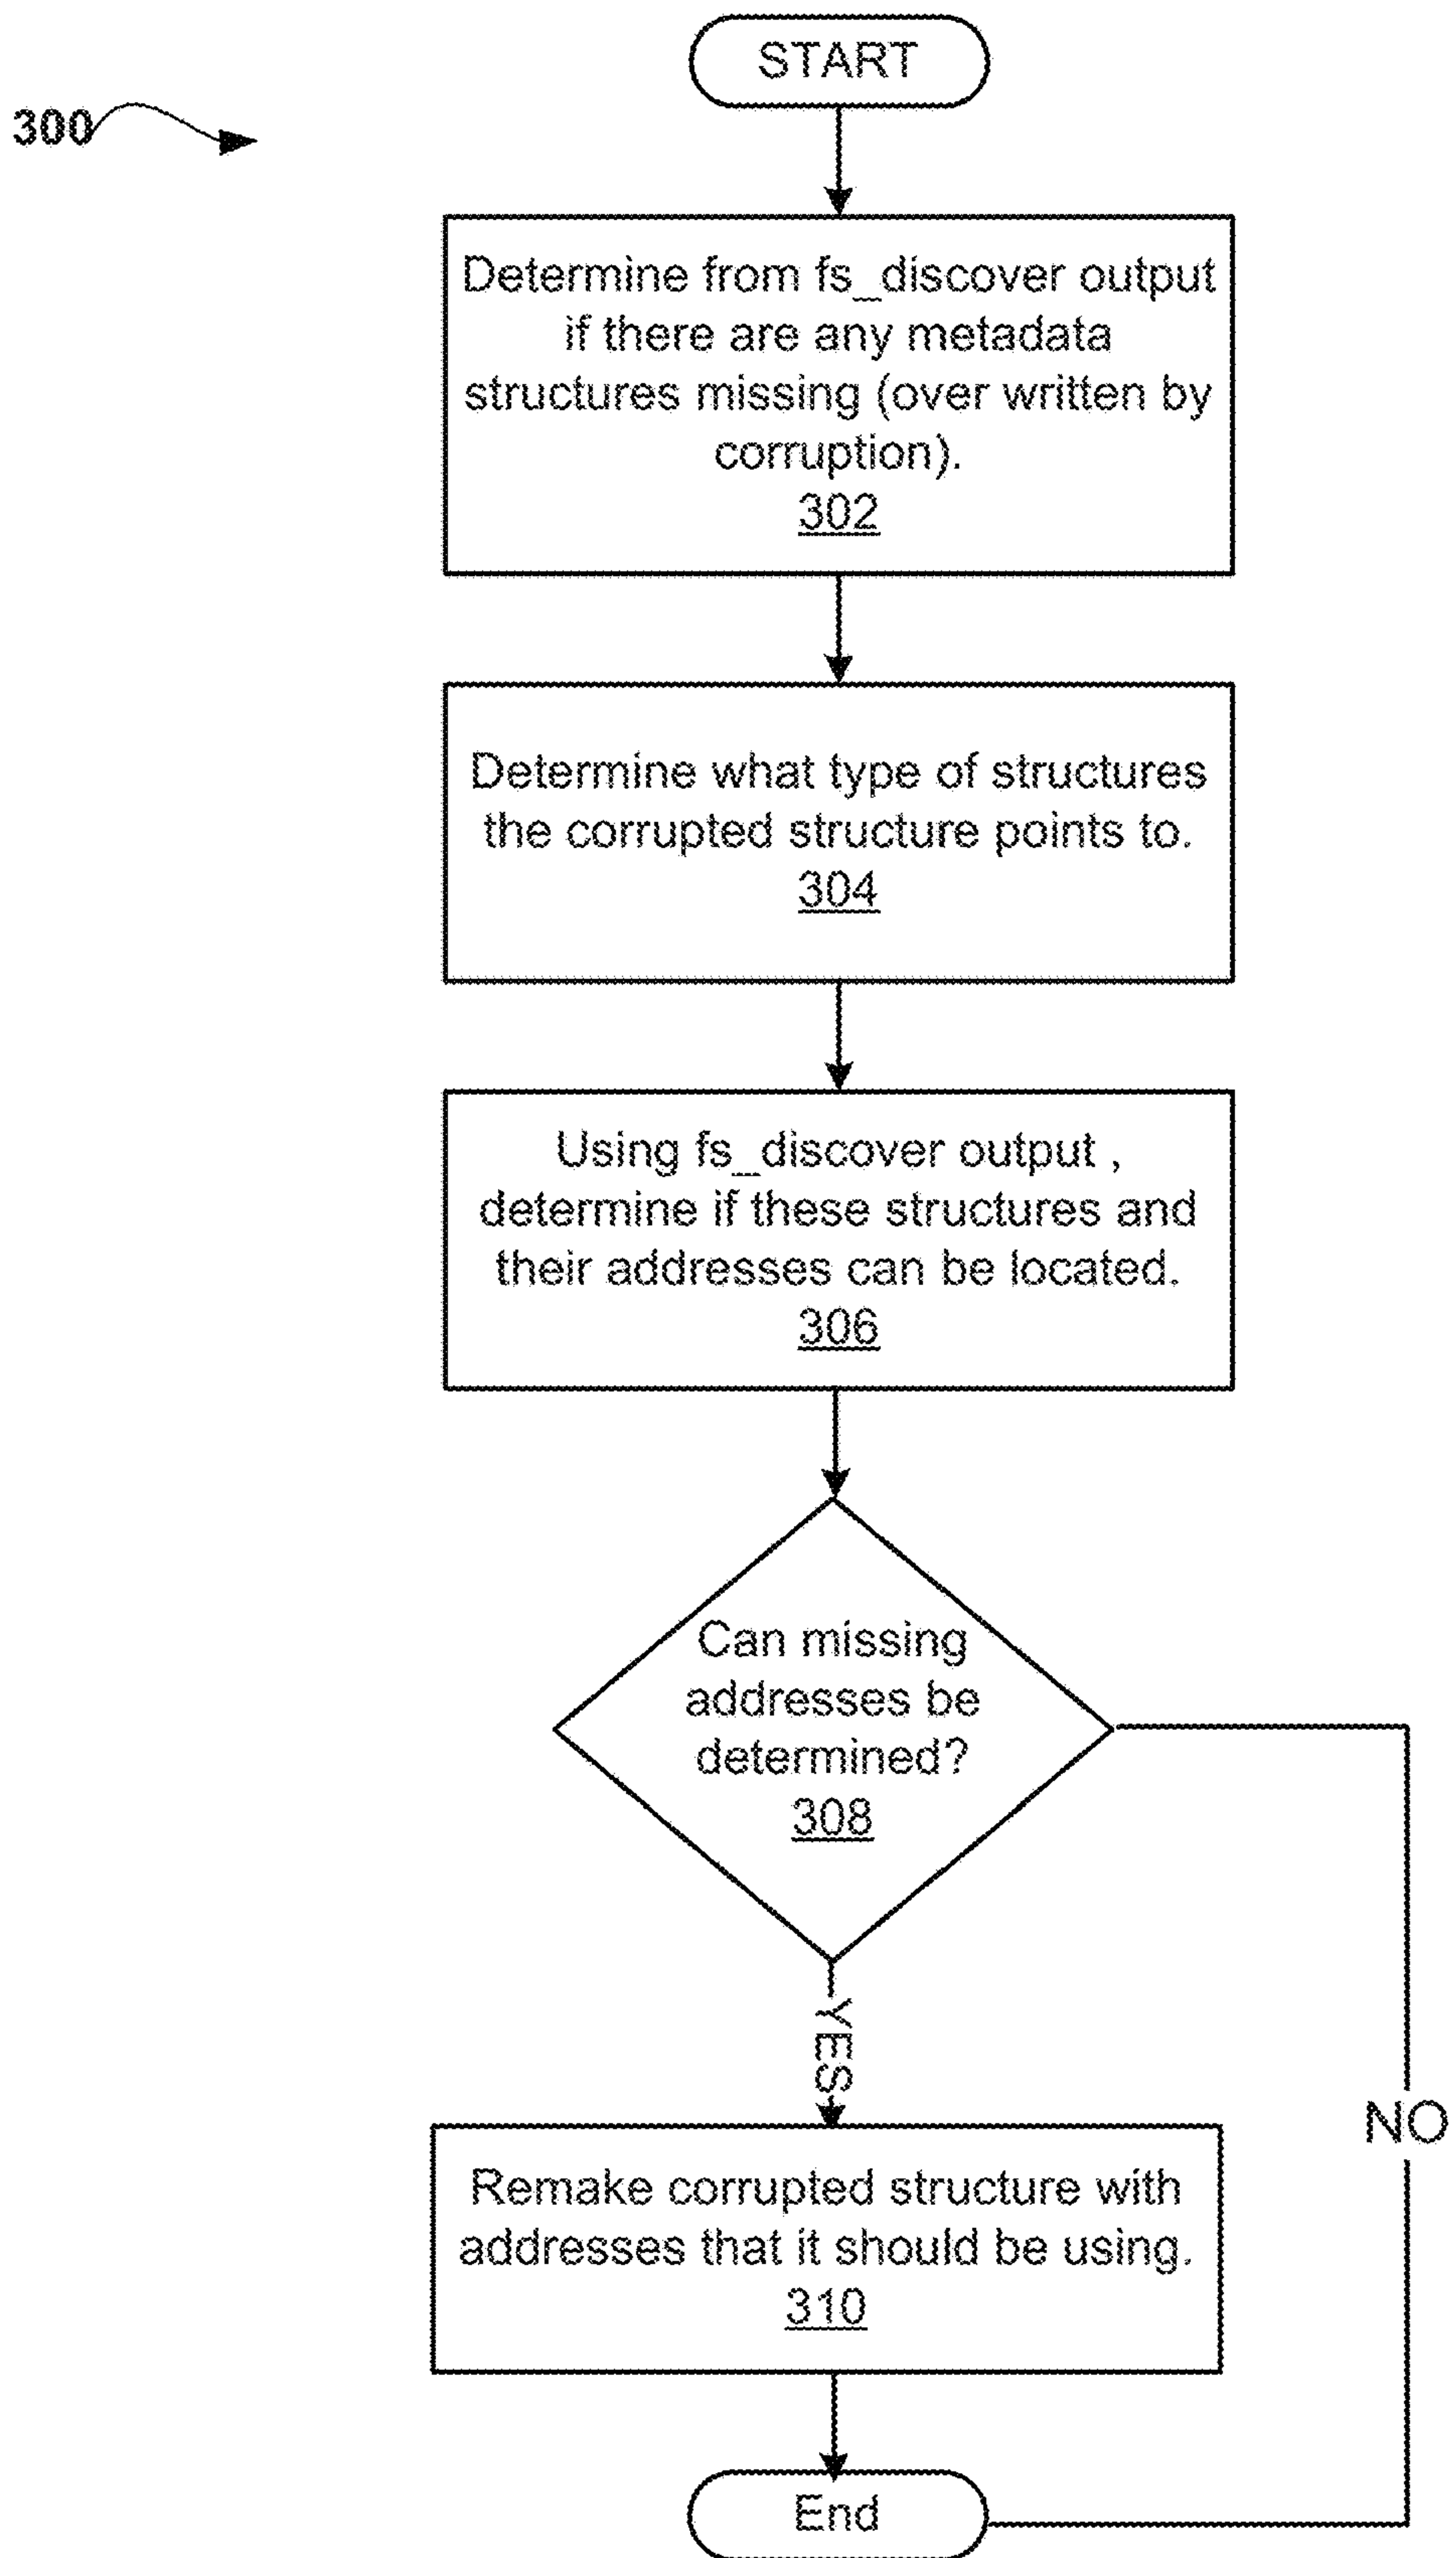 START
300
Determine from fs_discover output
if there are any metadata
structures missing (over written by
corruption).
302
Determine what type of structures
the corrupted structure points to.
304
Using fs_discover output ,
determine if these structures and
their addresses can be located.
306
Can missing
addresses be
determined?
308
YES
NO
Remake corrupted structure with
addresses that it should be using.
310
End